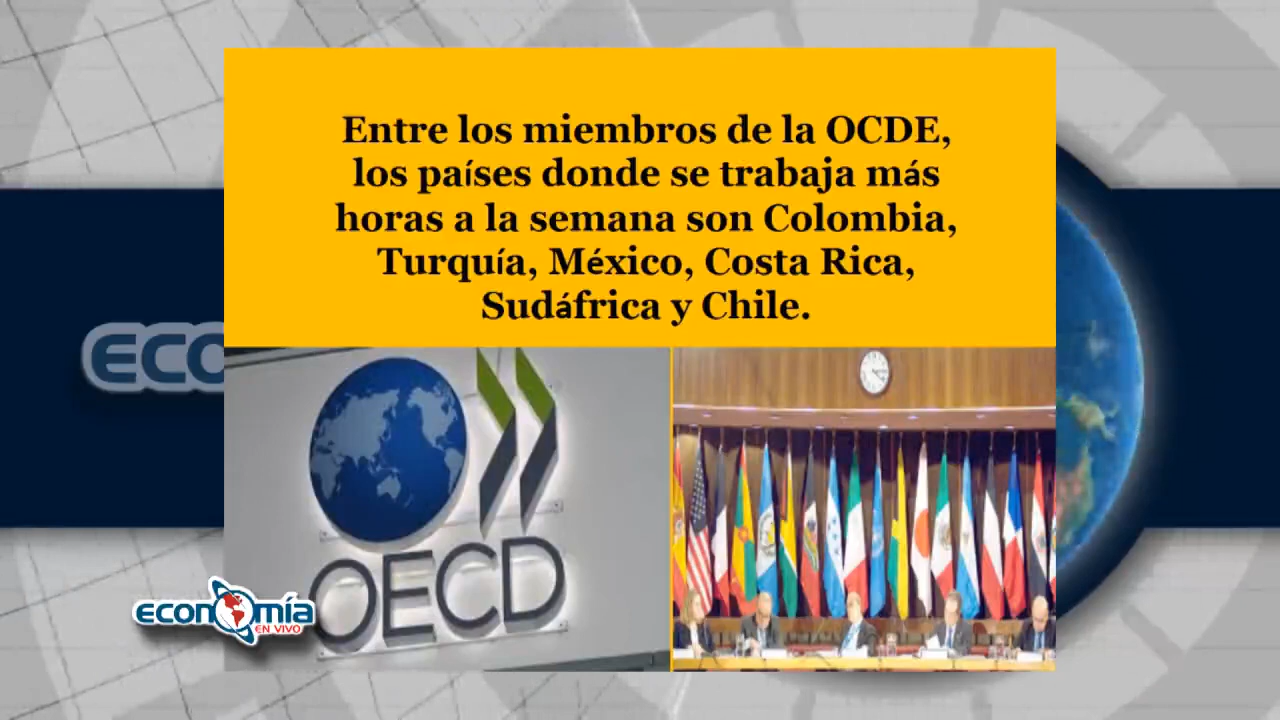 Entre los miembros de la OCDE,
los países donde se trabaja más
horas a la semana son Colombia,
Turquía, México, Costa Rica,
Sudáfrica y Chile.
ECO
OECD
economía
EN VIVO